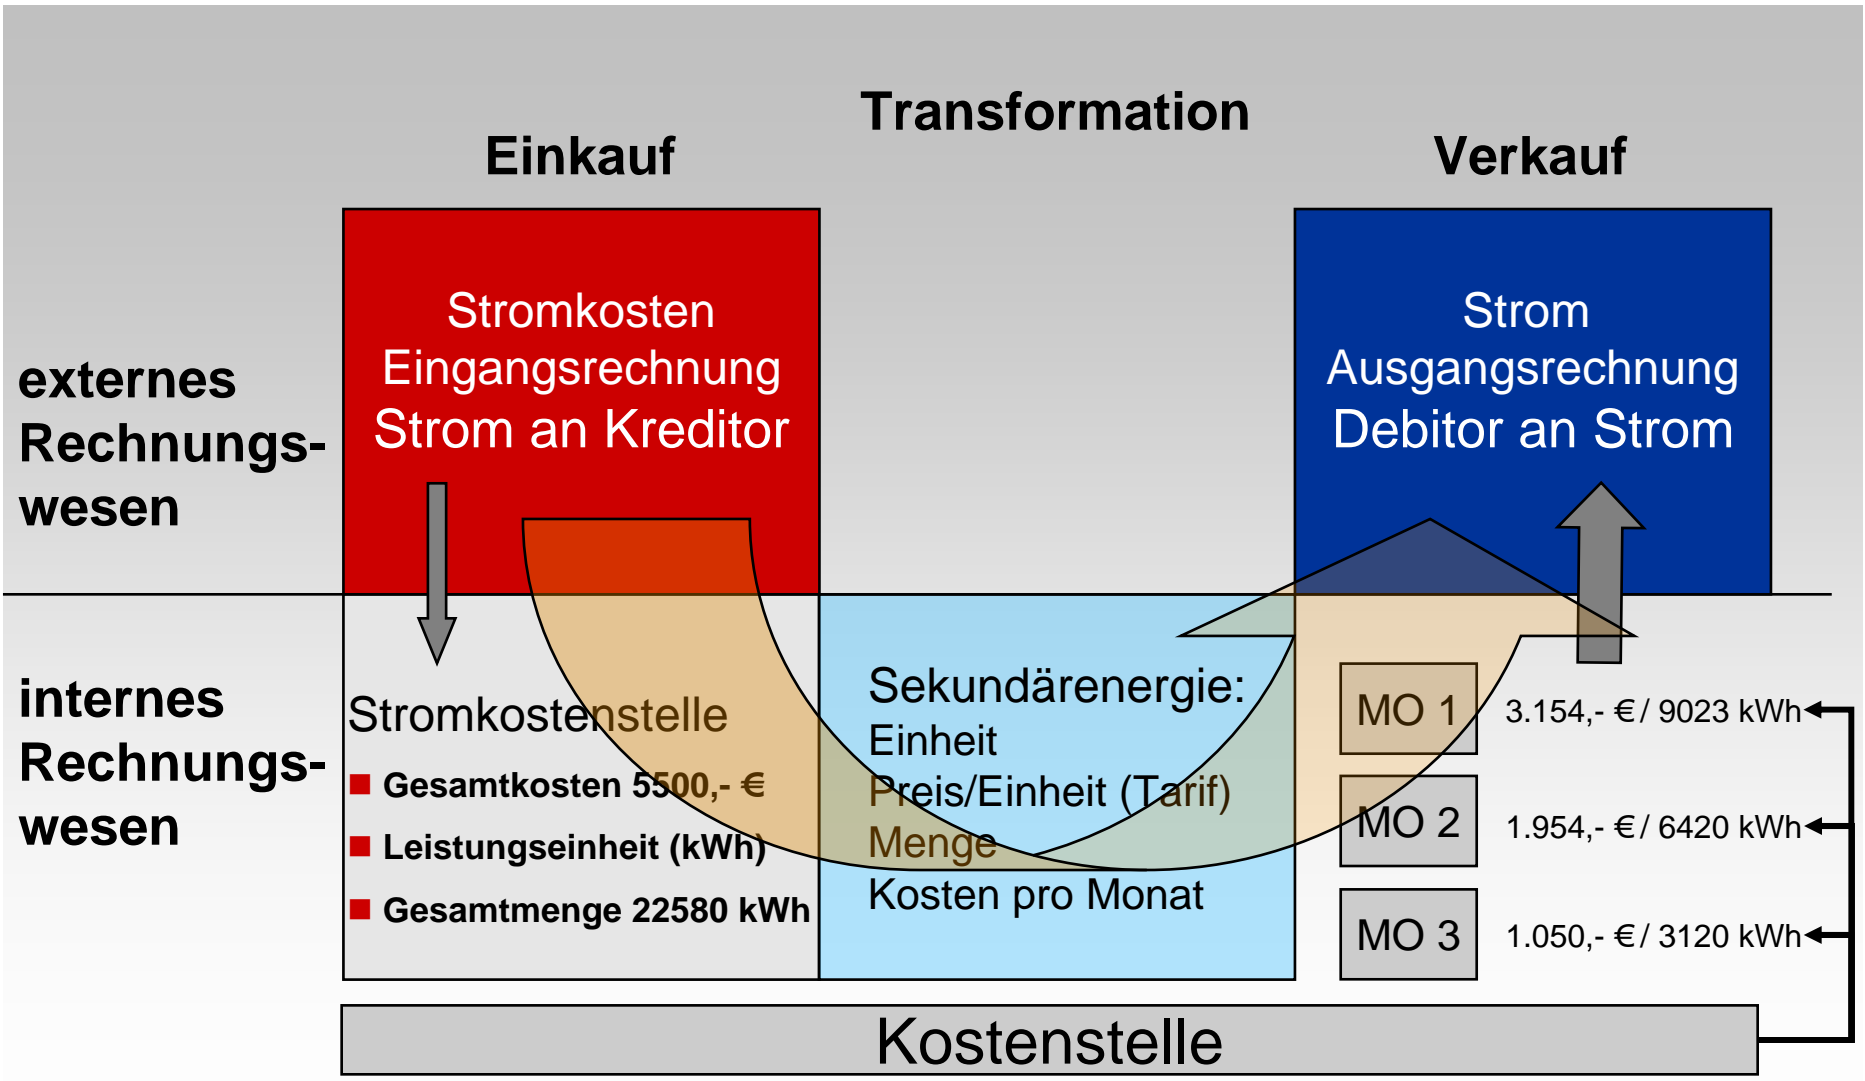 Transformation
Einkauf
Verkauf
externes
Rechnungs-
wesen
Stromkosten
Eingangsrechnung
Strom an Kreditor
Strom
Ausgangsrechnung
Debitor an Strom
internes
Rechnungs-
wesen
Stromkostenstelle
Gesamtkosten 5500,- €
Leistungseinheit (kWh)
Gesamtmenge 22580 kWh
Sekundärenergie:
Einheit
Preis/Einheit (Tarif)
Menge
Kosten pro Monat
MO 1 3.154,- € / 9023 kWh
MO 2 1.954,- € / 6420 kWh
MO 3 1.050,- € / 3120 kWh
Kostenstelle